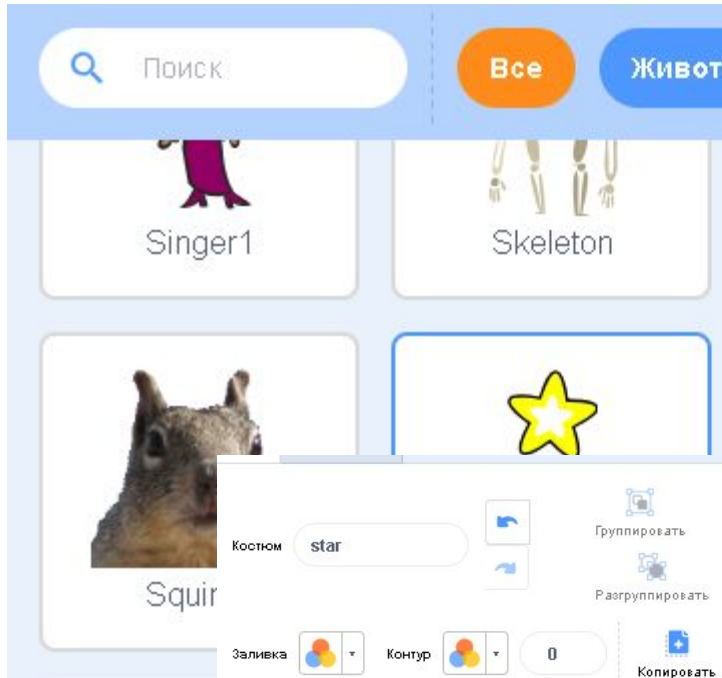 Поиск
Все
Живот
Singer1
Skeleton
Squir
Костюм
star
Группировать
Разгруппировать
Заливка
Контур
0
Копировать